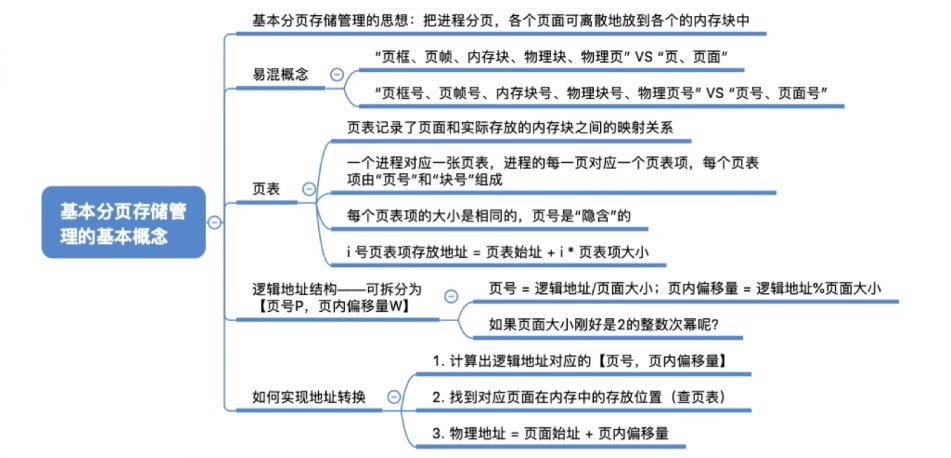 基本分页存储管理的思想：把进程分页，各个页面可离散地放到各个的内存块中
易混概念
“页框、页帧、内存块、物理块、物理页” VS “页、页面”
“页框号、页帧号、内存块号、物理块号、物理页号” VS “页号、页面号”
页表
页表记录了页面和实际存放的内存块之间的映射关系
一个进程对应一张页表，进程的每一页对应一个页表项，每个页表
项由“页号”和“块号”组成
每个页表项的大小是相同的，页号是“隐含”的
i 号页表项存放地址 = 页表始址 + i * 页表项大小
基本分页存储管
理的基本概念
逻辑地址结构——可拆分为
【页号P，页内偏移量W】
页号 = 逻辑地址/页面大小；页内偏移量 = 逻辑地址%页面大小
如果页面大小刚好是2的整数次幂呢？
如何实现地址转换
1. 计算出逻辑地址对应的【页号，页内偏移量】
2. 找到对应页面在内存中的存放位置（查页表）
3. 物理地址 = 页面始址 + 页内偏移量